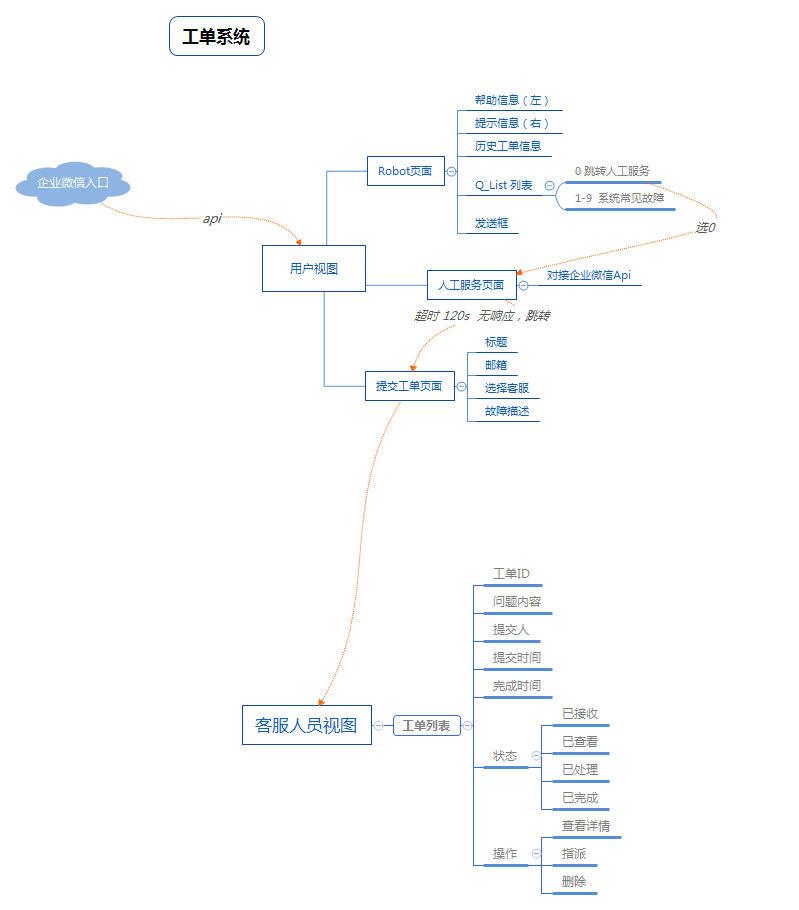 工单系统
帮助信息（左）
提示信息（右）
历史工单信息
Robot页面
Q_List 列表
0 跳转人工服务
1-9 系统常见故障
发送框
企业微信入口
api
选0
用户视图
人工服务页面
对接企业微信Api
超时 120s 无响应，跳转
标题
邮箱
提交工单页面
选择客服
故障描述
工单ID
问题内容
提交人
提交时间
完成时间
客服人员视图
工单列表
状态
已接收
已查看
已处理
已完成
操作
查看详情
指派
删除